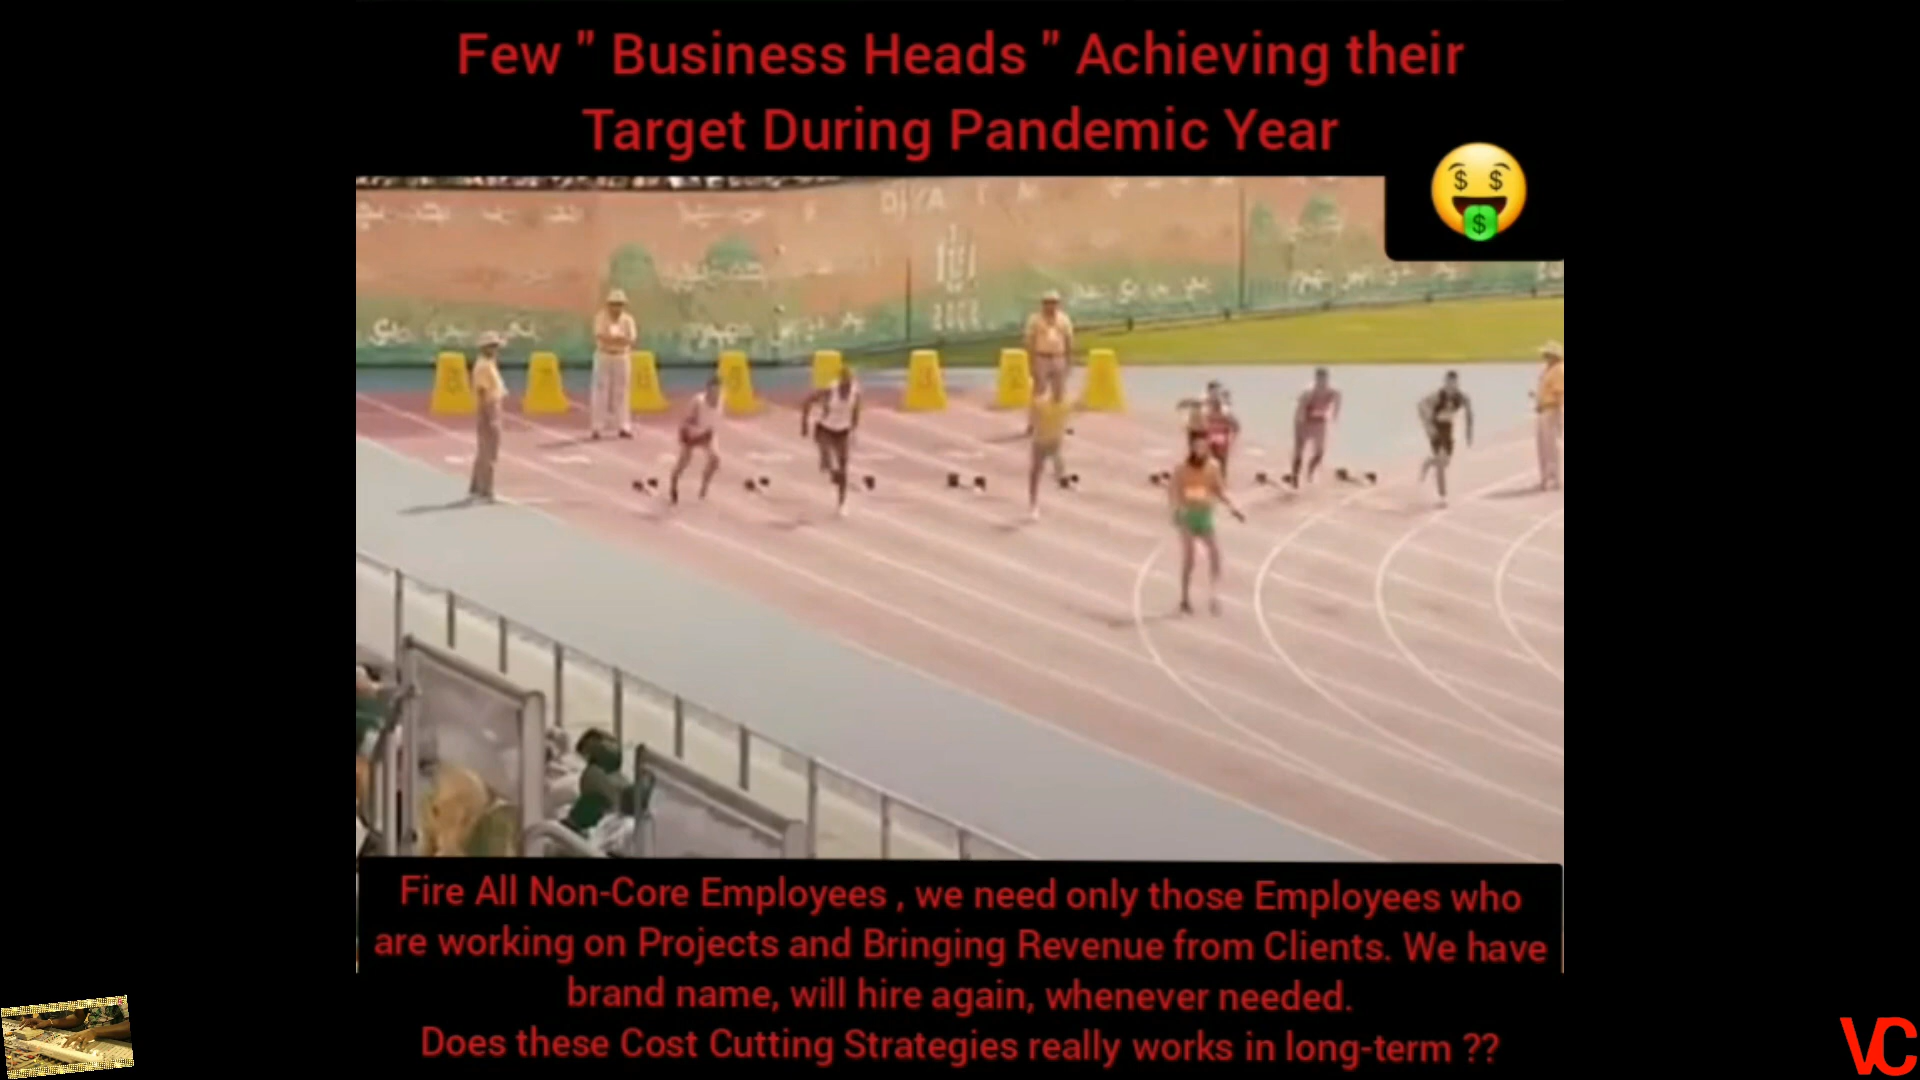 Few " Business Heads " Achieving their
Target During Pandemic Year
Fire All Non-Core Employees , we need only those Employees who
are working on Projects and Bringing Revenue from Clients. We have
brand name, will hire again, whenever needed.
Does these Cost Cutting Strategies really works in long-term ??
VC